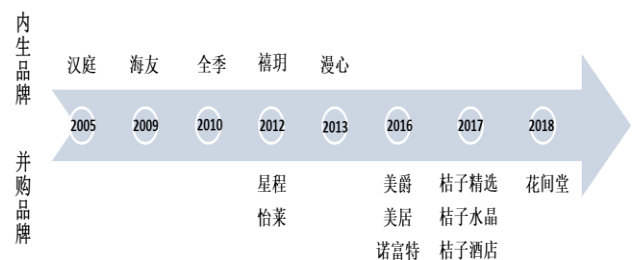 内生品牌
汉庭 海友 全季 禧玥 漫心
2005 2009 2010 2012 2013 2016 2017 2018
并购品牌
星程 美爵 桔子精选 花间堂
怡莱 美居 桔子水晶
诺富特 桔子酒店